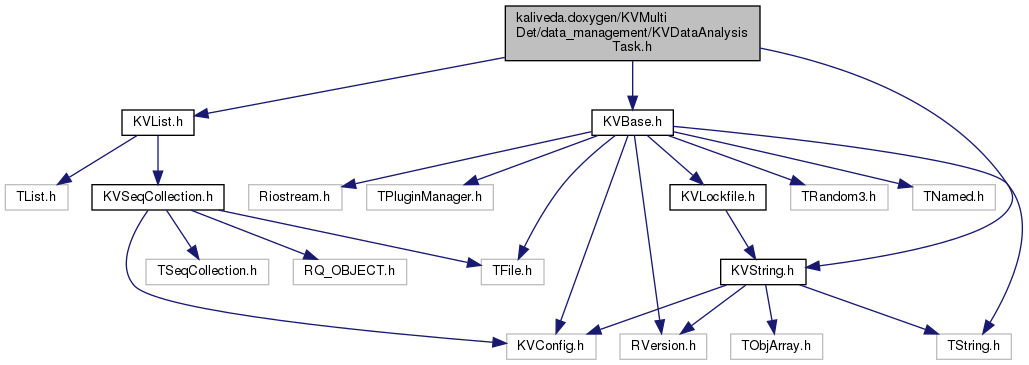 kaliveda.doxygen/KVMulti
Det/data_management/KVDataAnalysis
Task.h
KVList.h
KVBase.h
TList.h
KVSeqCollection.h
Riostream.h
TPluginManager.h
KVLockfile.h
TRandom3.h
TNamed.h
TSeqCollection.h
RQ_OBJECT.h
TFile.h
KVString.h
KVConfig.h
RVersion.h
TObjArray.h
TString.h